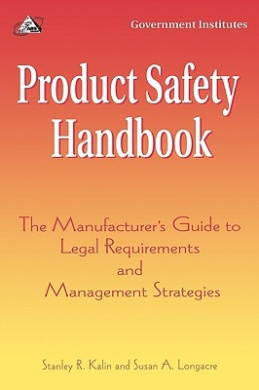 Government Institutes
Product Safety
Handbook
The Manufacturer's Guide to
Legal Requirements
and
Management Strategies
Stanley R. Kalin and Susan A. Longacre